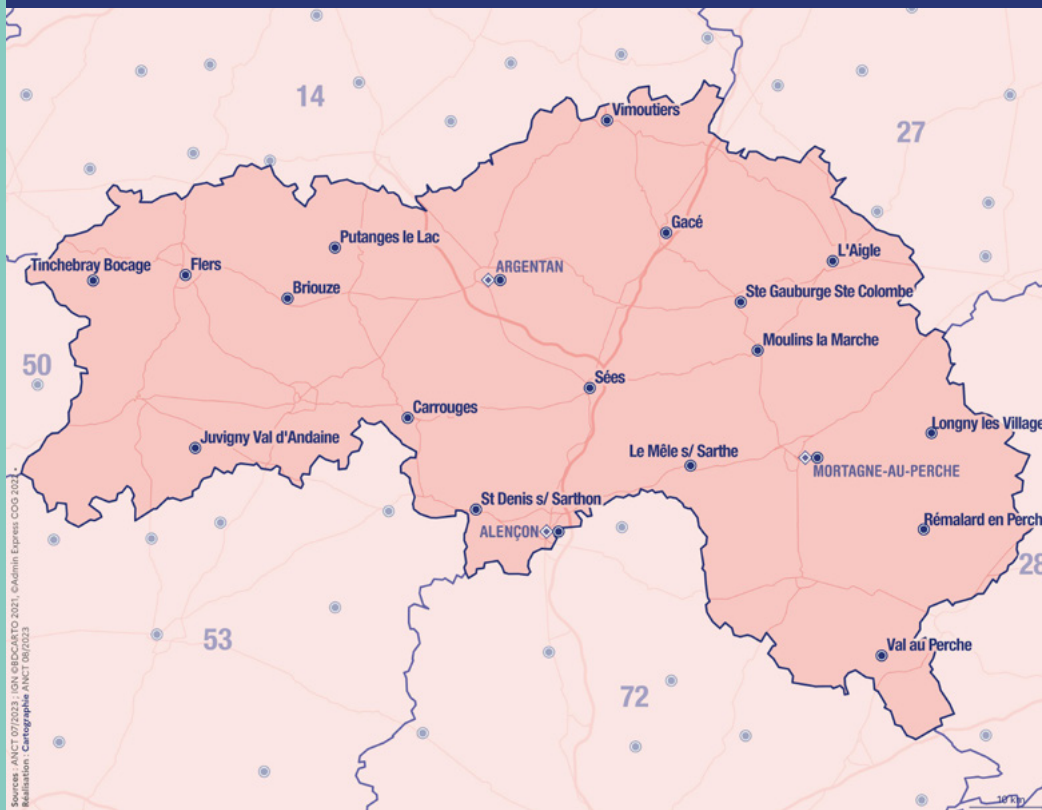 14
Vimoutiers
27
Gacé
Putanges le Lac
L'Aigle
Tinchebray Bocage
Flers
ARGENTAN
Briouze
Ste Gauburge Ste Colombe
Moulins la Marche
50
Sées
Carrouges
Longny les Village
Juvigny Val d'Andaine
Le Mêle s/ Sarthe
MORTAGNE-AU-PERCHE
St Denis s/ Sarthon
Rémalard en Perch
ALENÇON
28
53
Val au Perche
72
10 km
Sources : ANCT 07/2023 ; IGN ©BDCARTO 2021, ©Admin Express COG 2022 -
Réalisation : Cartographie ANCT 08/2023